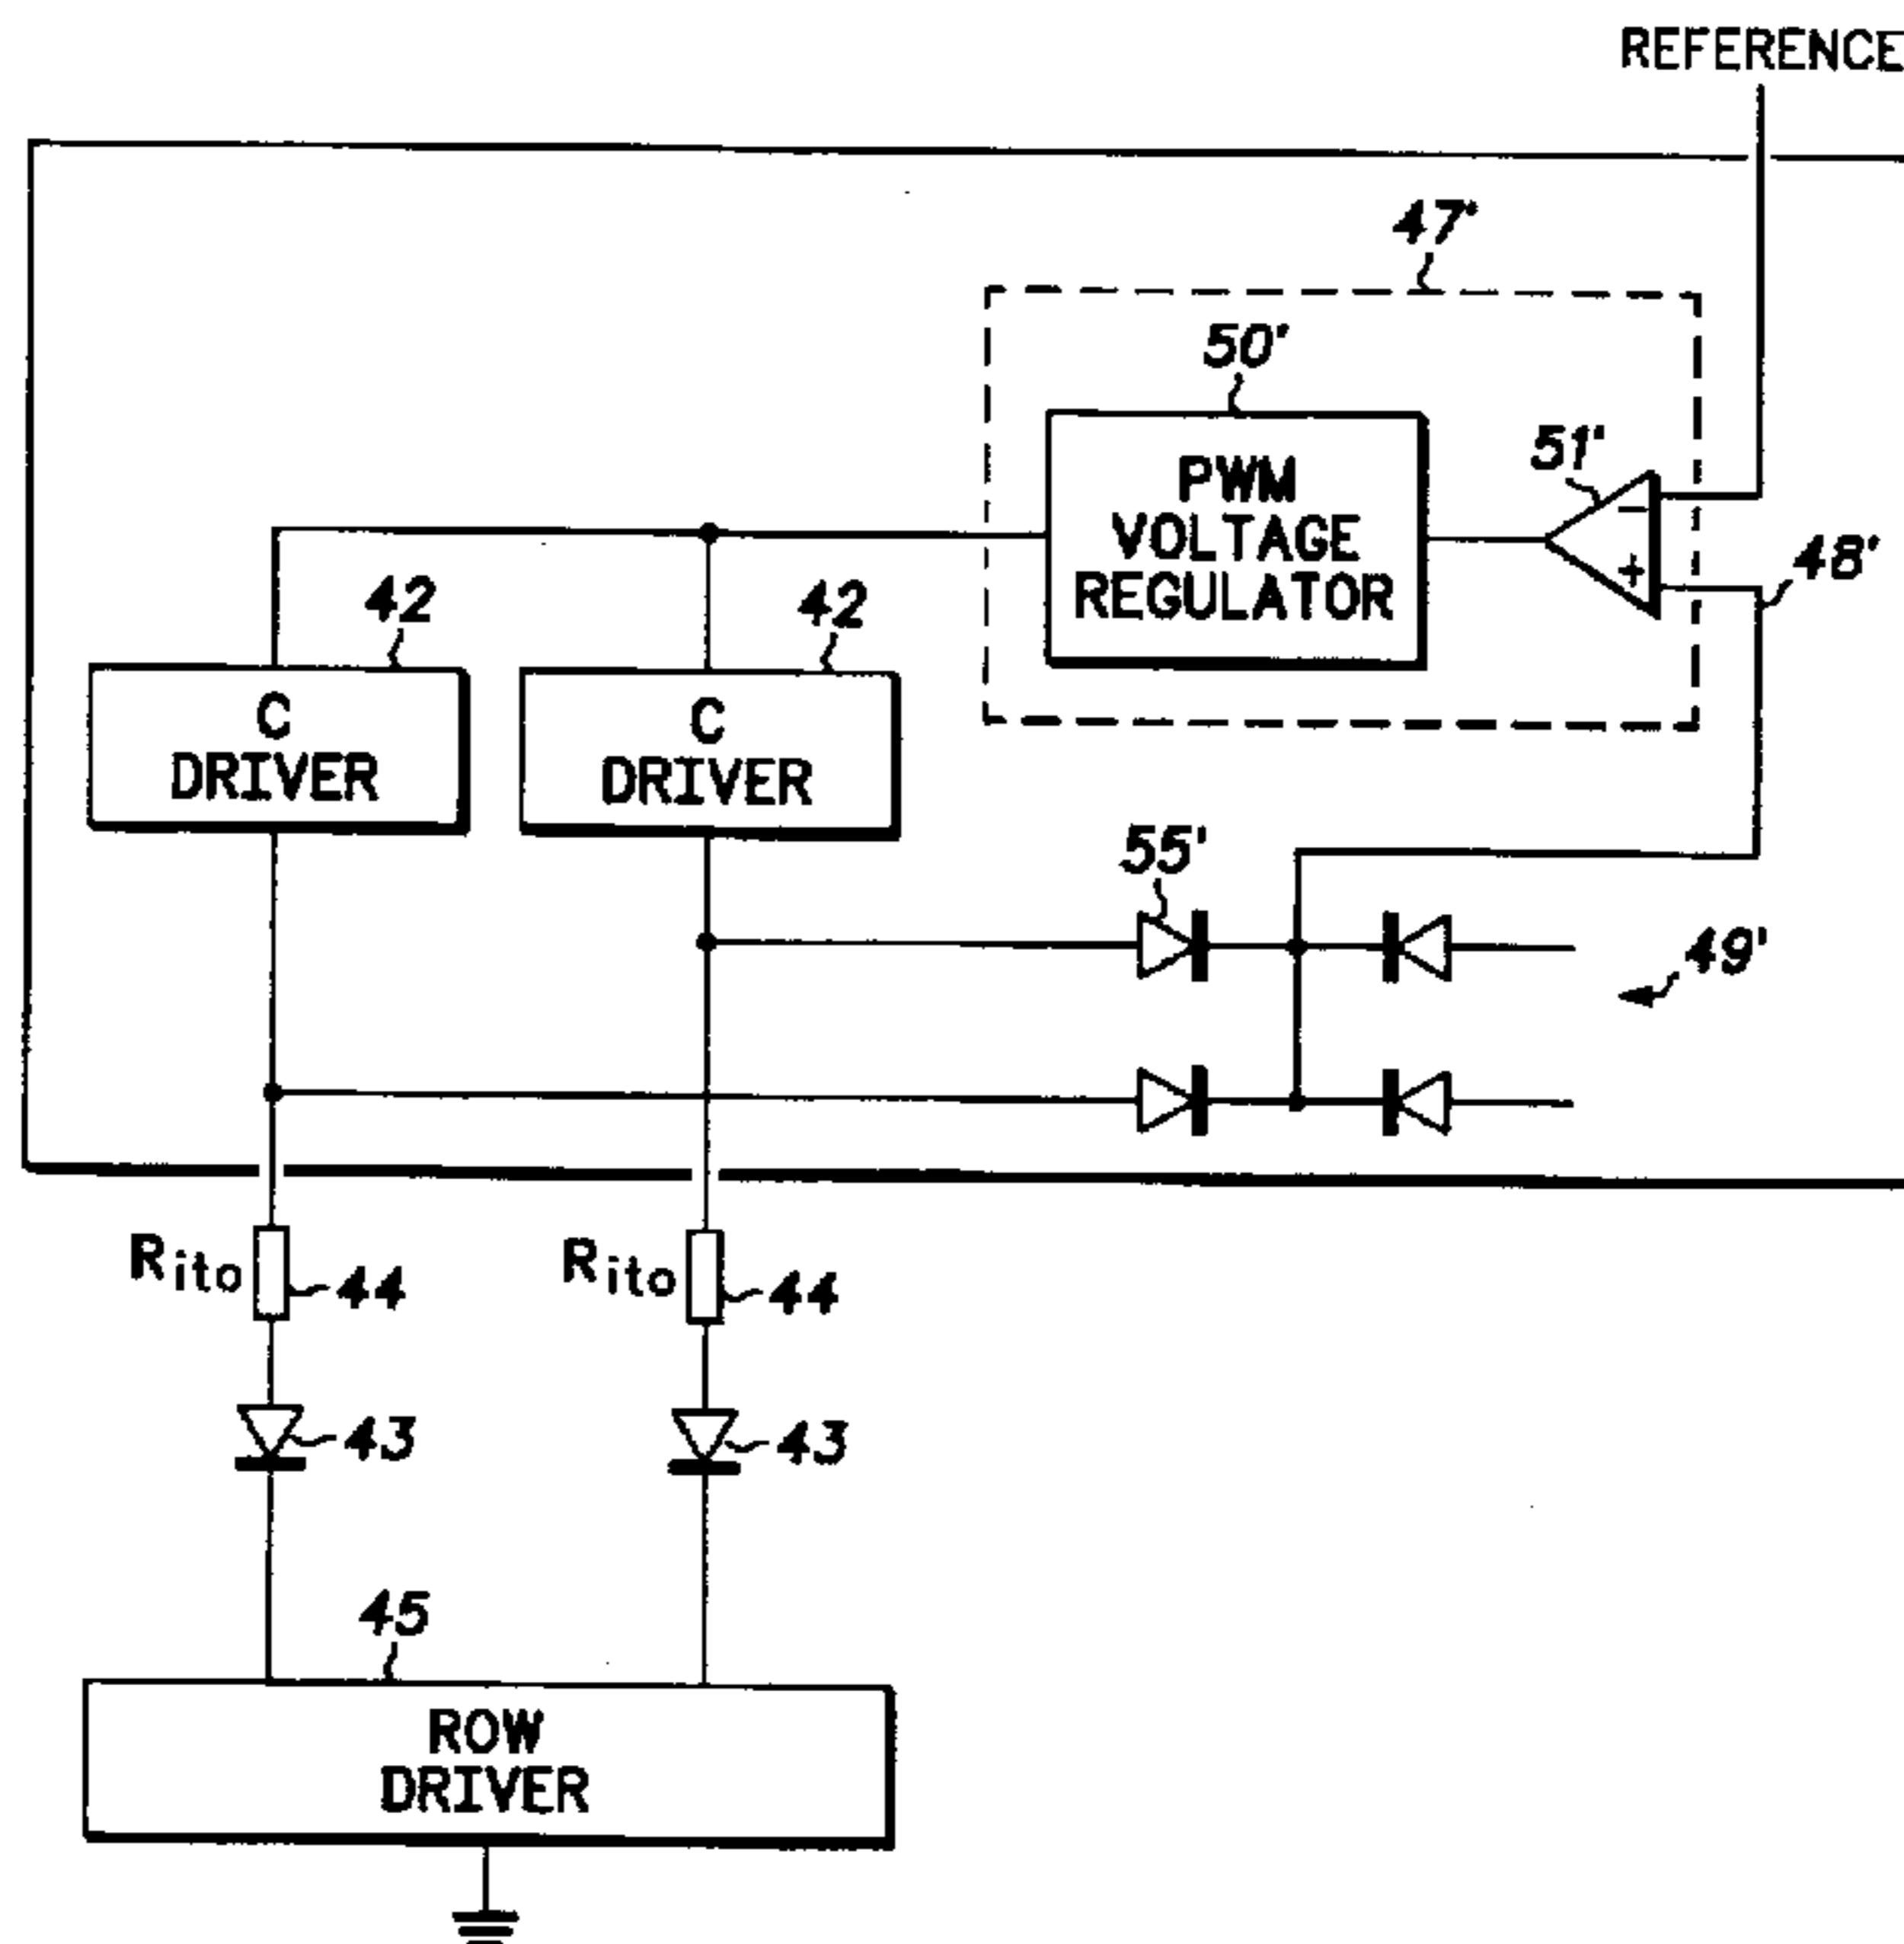 REFERENCE
47'
50'
PWM
VOLTAGE
REGULATOR
51'
−
+
48'
42
C
DRIVER
42
C
DRIVER
55'
49'
Rito
44
Rito
44
43
43
45
ROW
DRIVER